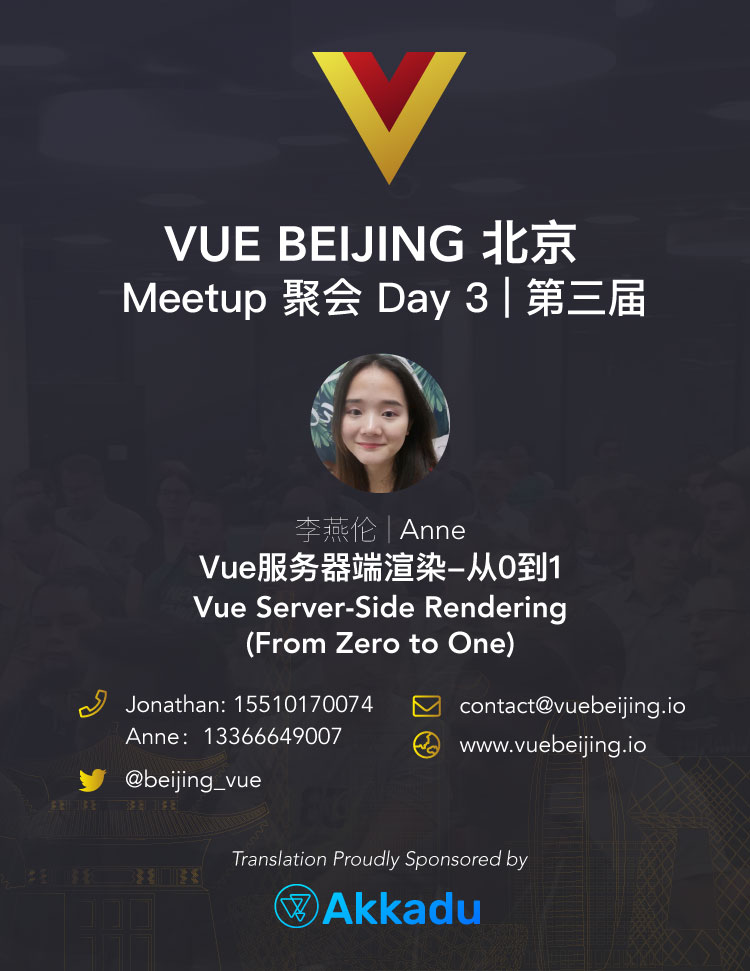 VUE BEIJING 北京
Meetup 聚会 Day 3 | 第三届
李燕伦 | Anne
Vue服务器端渲染–从0到1
Vue Server-Side Rendering
(From Zero to One)
Jonathan: 15510170074
Anne：13366649007
@beijing_vue
contact@vuebeijing.io
www.vuebeijing.io
Translation Proudly Sponsored by
Akkadu